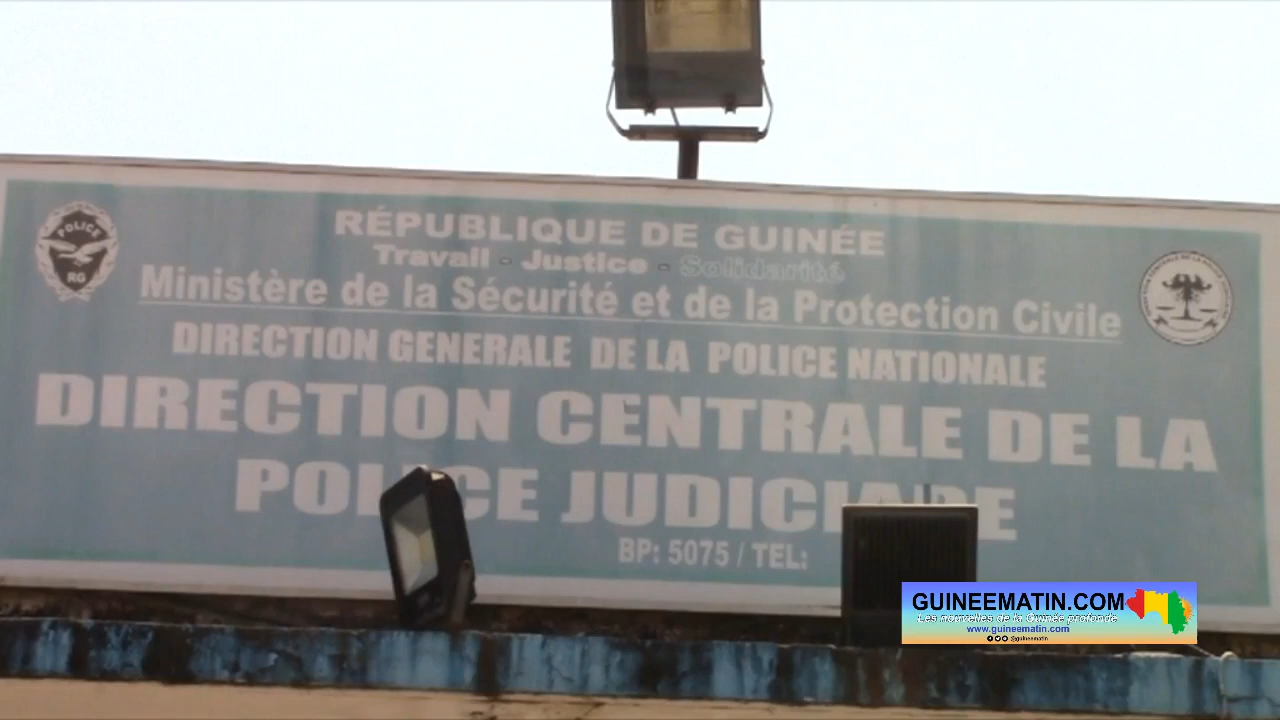 RÉPUBLIQUE DE GUINÉE
Travail - Justice - Solidarité
Ministère de la Sécurité et de la Protection Civile
DIRECTION GENERALE DE LA POLICE NATIONALE
DIRECTION CENTRALE DE LA
POLICE JUDICIAIRE
BP: 5075 / TEL:
POLICE
RG
GUINEEMATIN.COM
Les nouvelles de la Guinée profonde
www.guineematin.com
@guineematin